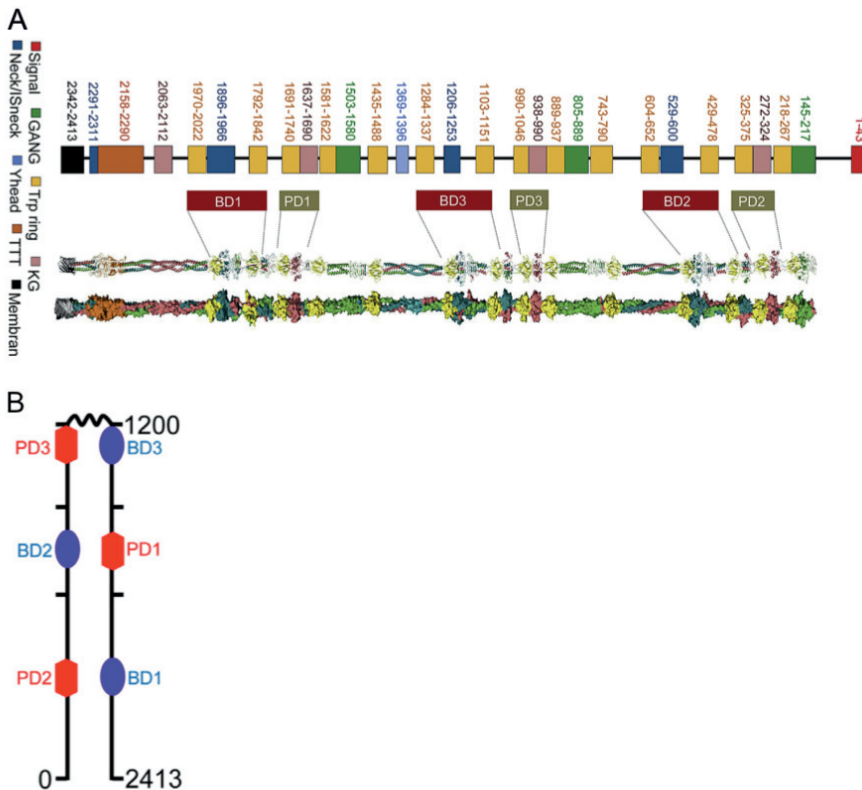 A
Signal
GANG
Trp ring
KG
Neck/ISneck
Yhead
TTT
Membran
2342-2413
2291-2311
2158-2290
2063-2112
1970-2022
1896-1966
1792-1842
1691-1740
1637-1690
1581-1622
1503-1580
1435-1488
1369-1396
1284-1337
1206-1253
1103-1151
990-1046
938-990
889-937
805-889
743-790
604-652
529-600
429-478
325-375
272-324
218-267
145-217
1-43
BD1
PD1
BD3
PD3
BD2
PD2
B
1200
PD3
BD3
BD2
PD1
PD2
BD1
0
2413